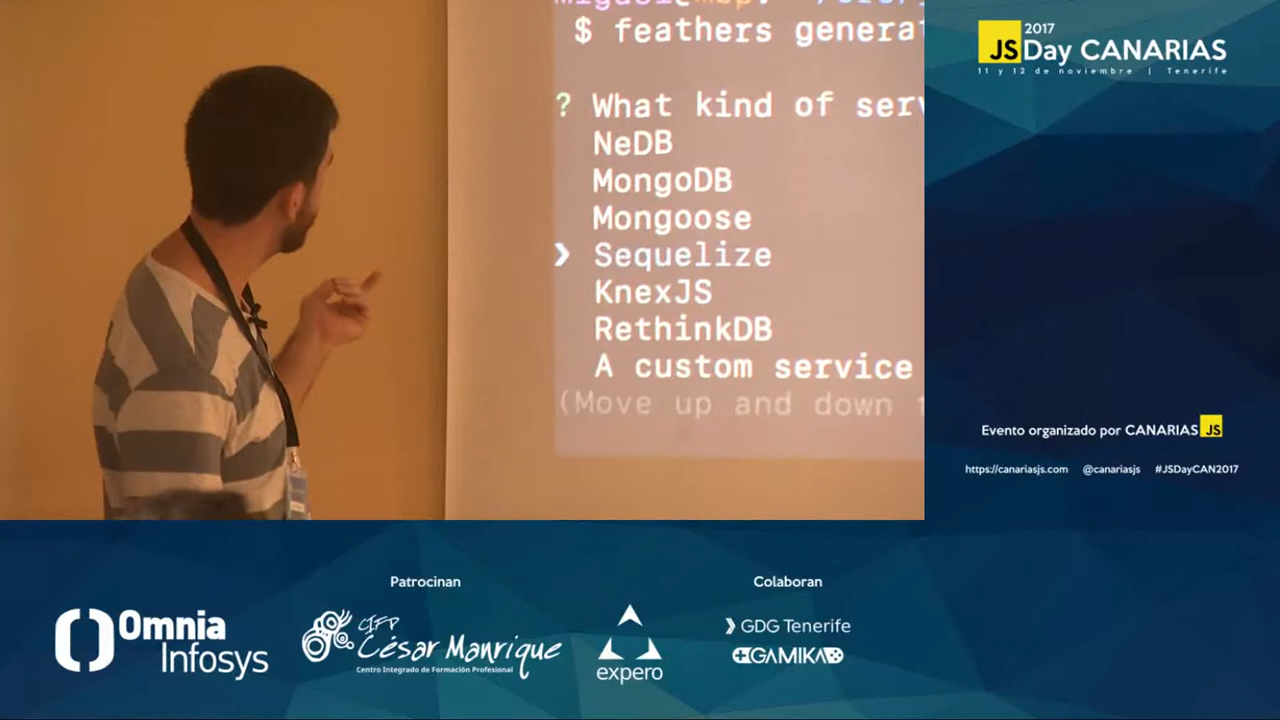 $ feathers generat
? What kind of serv
NeDB
MongoDB
Mongoose
❯ Sequelize
KnexJS
RethinkDB
A custom service
(Move up and down
2017
JSDay CANARIAS
11 y 12 de noviembre | Tenerife
Evento organizado por CANARIAS JS
https://canariasjs.com @canariasjs #JSDayCAN2017
Patrocinan
Colaboran
Omnia
Infosys
CIFP
César Manrique
Centro Integrado de Formación Profesional
expero
GDG Tenerife
GAMIKA